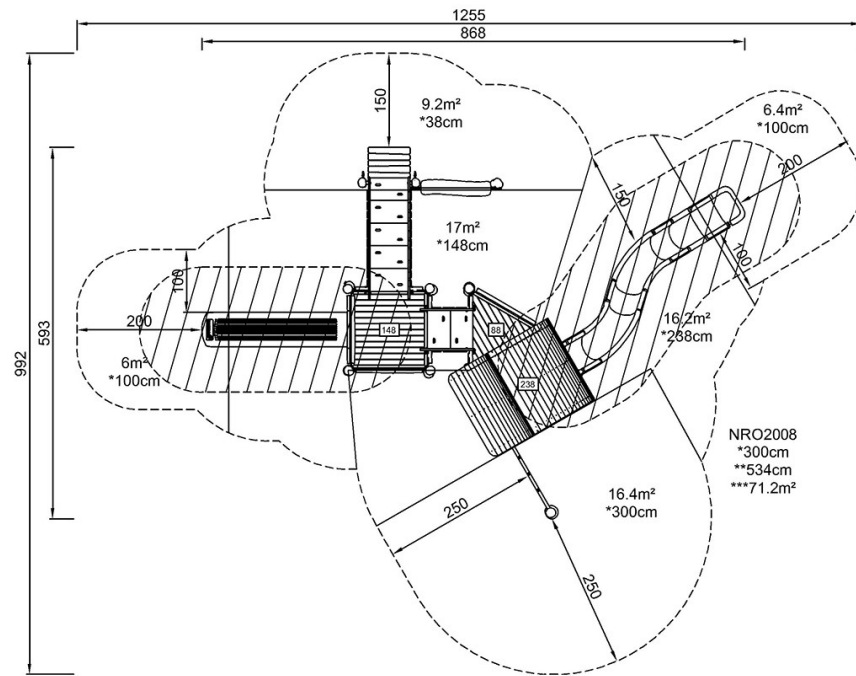 1255
868
150
9.2m²
*38cm
6.4m²
*100cm
200
150
17m²
*148cm
100
100
593
992
200
148
88
16.2m²
*238cm
6m²
*100cm
238
NRO2008
*300cm
**534cm
***71.2m²
16.4m²
*300cm
250
250